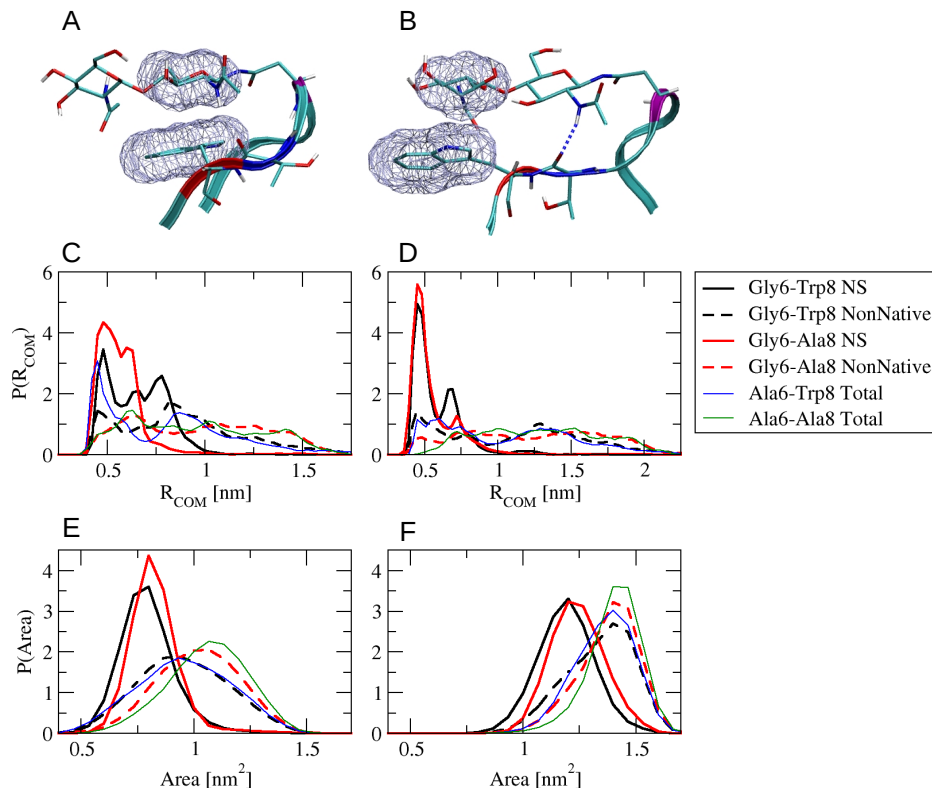 A B
C D
6 6
4 4
2 2
0 0
P(R_COM)
0.5 1 1.5 0.5 1 1.5 2
R_COM [nm] R_COM [nm]
Gly6-Trp8 NS
Gly6-Trp8 NonNative
Gly6-Ala8 NS
Gly6-Ala8 NonNative
Ala6-Trp8 Total
Ala6-Ala8 Total
E F
4 4
3 3
2 2
1 1
0 0
P(Area)
0.5 1 1.5 0.5 1 1.5
Area [nm²] Area [nm²]